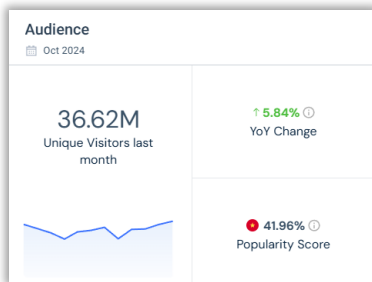 Audience
Oct 2024
36.62M
Unique Visitors last
month
↑ 5.84%
YoY Change
41.96%
Popularity Score